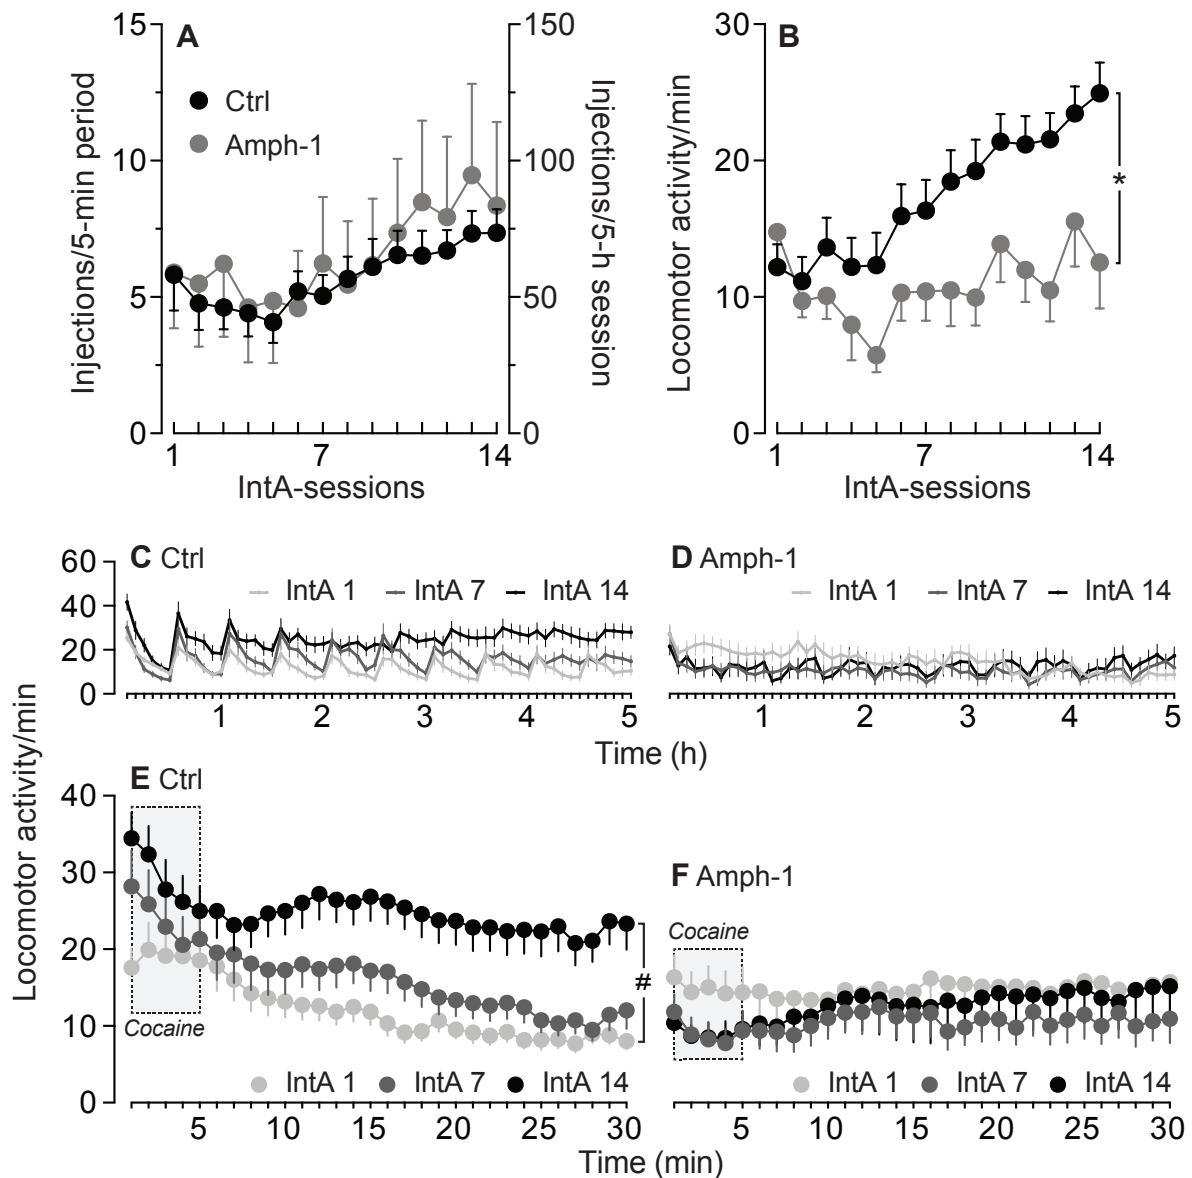 A
B
15
10
5
0
Injections/5-min period
Ctrl
Amph-1
150
100
50
0
Injections/5-h session
1 7 14
IntA-sessions
30
20
10
0
Locomotor activity/min
*
1 7 14
IntA-sessions
C Ctrl
IntA 1 IntA 7 IntA 14
60
40
20
0
1 2 3 4 5
D Amph-1
IntA 1 IntA 7 IntA 14
1 2 3 4 5
Time (h)
Locomotor activity/min
E Ctrl
40
30
20
10
0
Cocaine
#
IntA 1 IntA 7 IntA 14
5 10 15 20 25 30
F Amph-1
Cocaine
IntA 1 IntA 7 IntA 14
5 10 15 20 25 30
Time (min)